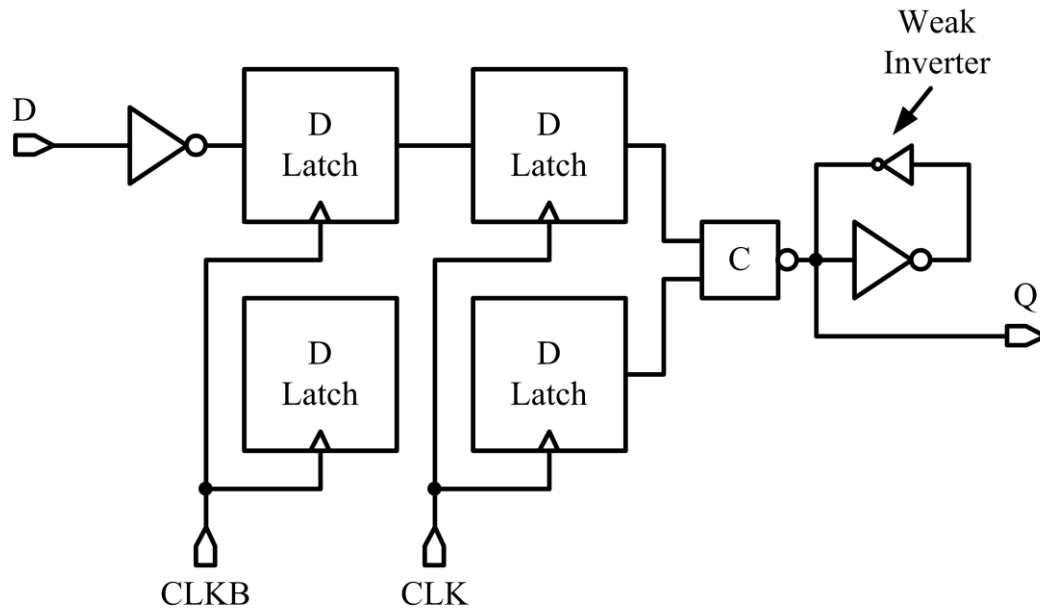 Weak
Inverter
D
D
Latch
D
Latch
C
D
Latch
D
Latch
Q
CLKB
CLK